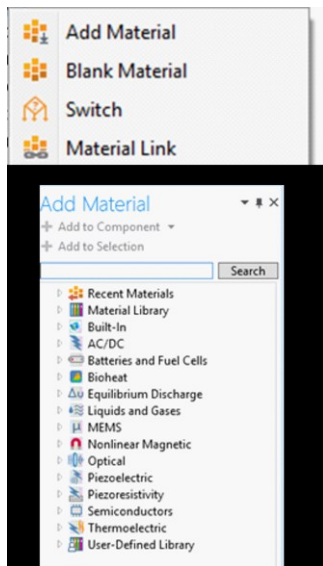 Add Material
Blank Material
Switch
Material Link
Add Material
Add to Component
Add to Selection
Search
Recent Materials
Material Library
Built-In
AC/DC
Batteries and Fuel Cells
Bioheat
Equilibrium Discharge
Liquids and Gases
MEMS
Nonlinear Magnetic
Optical
Piezoelectric
Piezoresistivity
Semiconductors
Thermoelectric
User-Defined Library